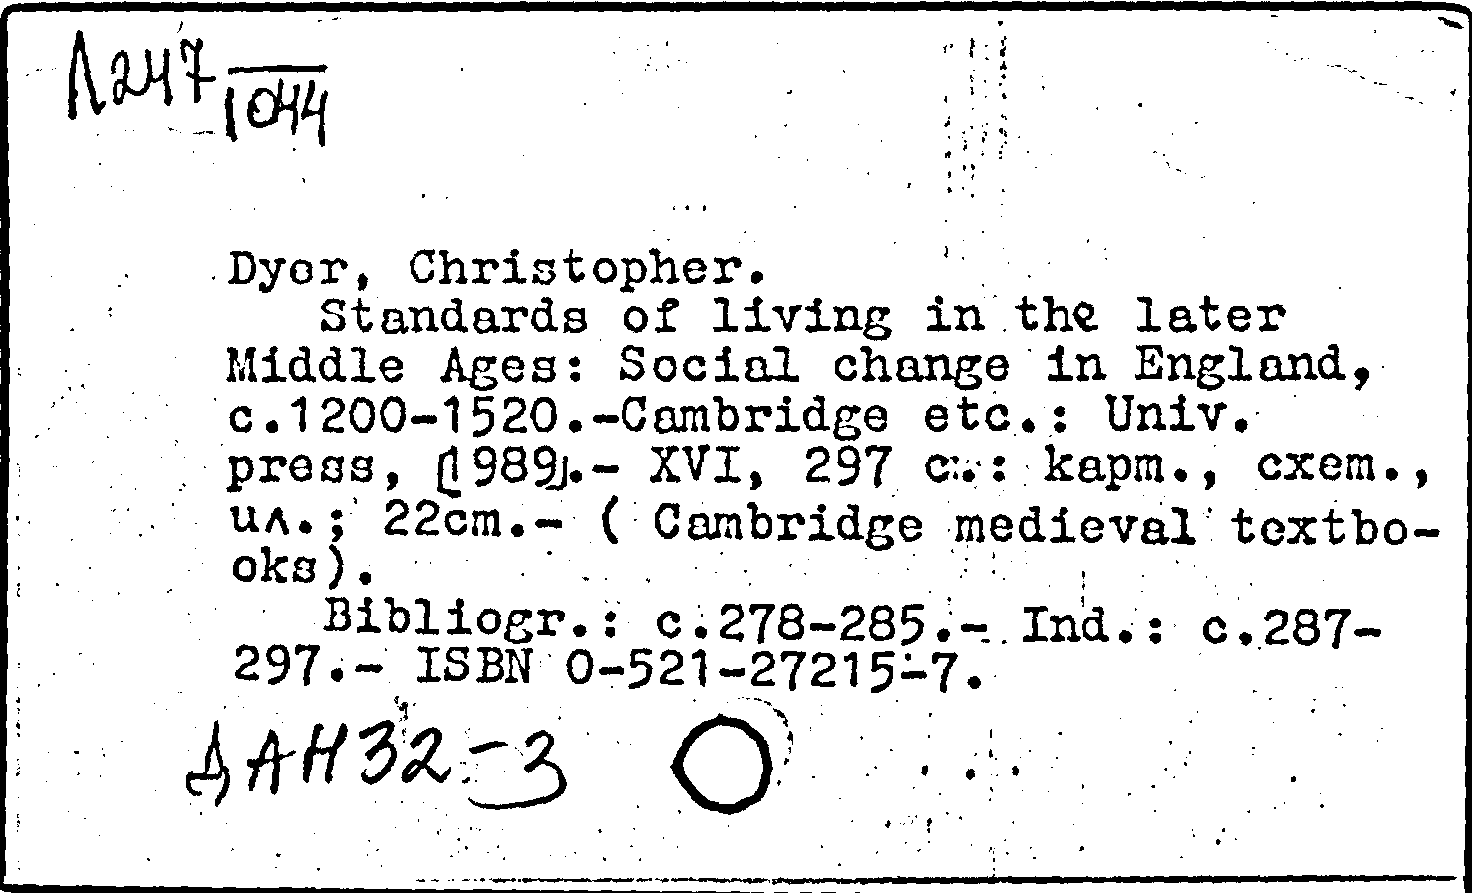 Л247
1044
Dyer, Christopher.
Standards of living in the later
Middle Ages: Social change in England,
c.1200-1520.-Cambridge etc.: Univ.
press, [1989].- XVI, 297 с.: карт., схем.,
ил.; 22cm.- ( Cambridge medieval textbo-
oks).
Bibliogr.: c.278-285.- Ind.: c.287-
297.- ISBN 0-521-27215-7.
ДАН32-3